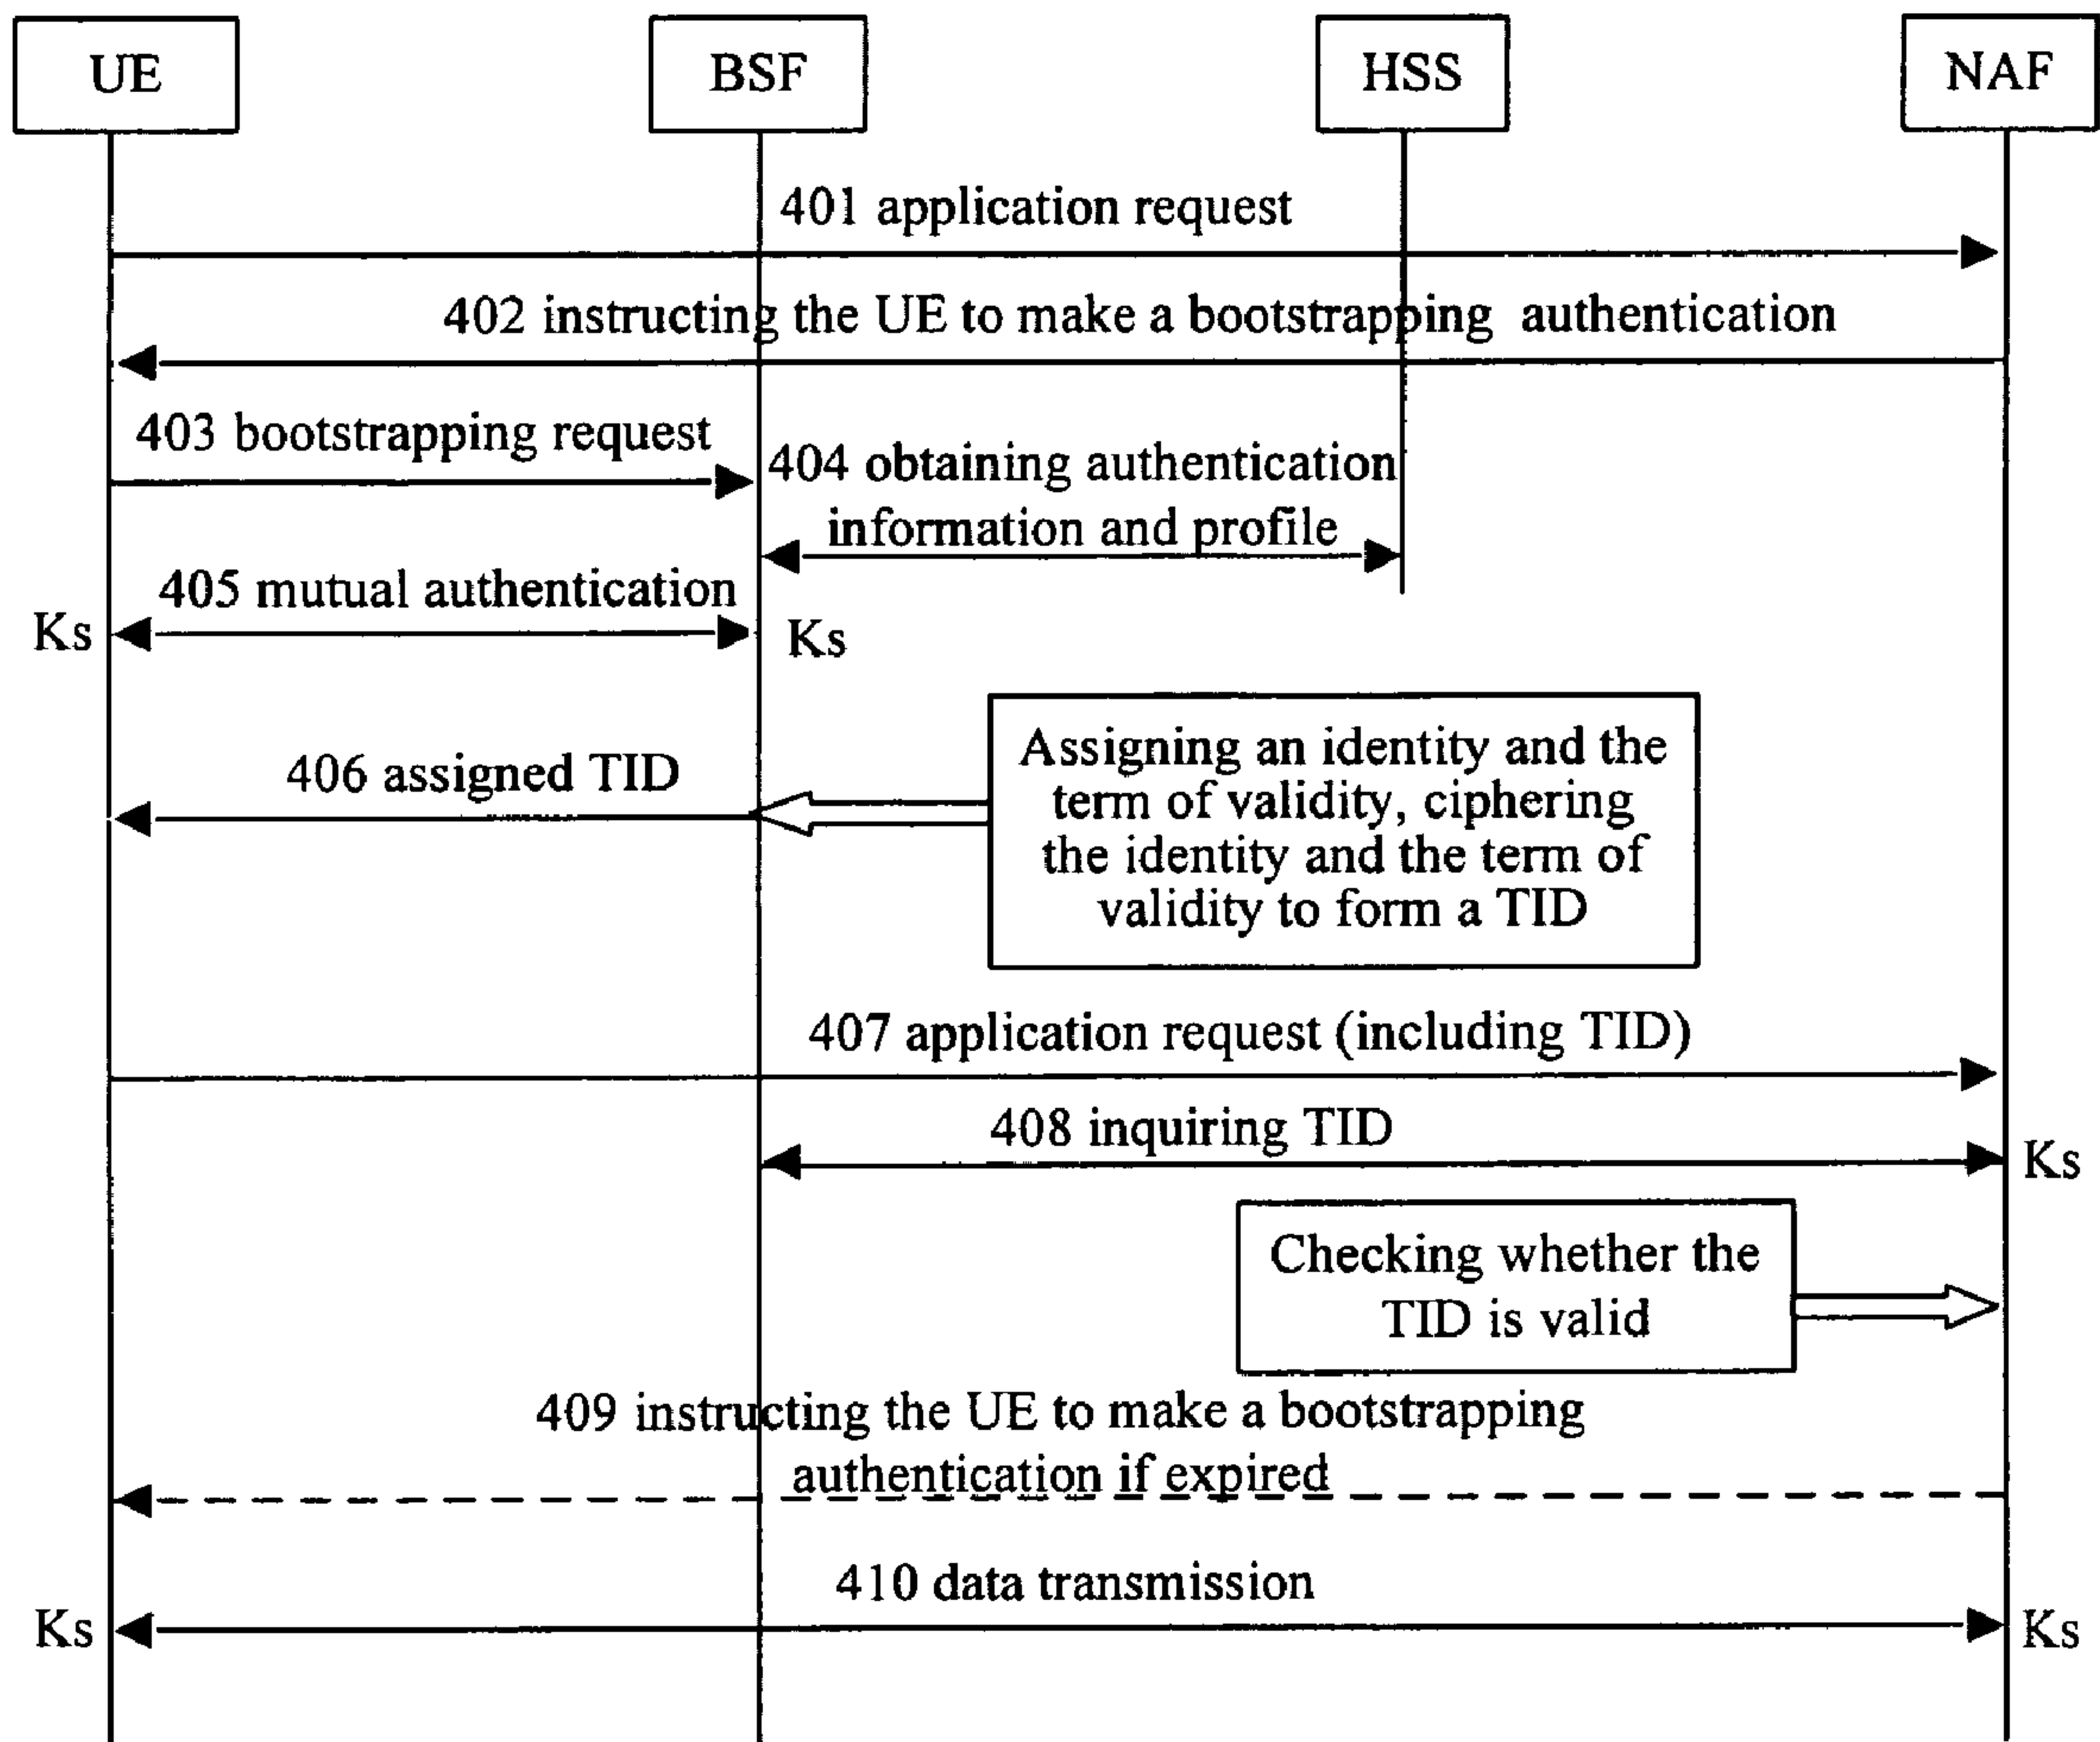 UE
BSF
HSS
NAF
401 application request
402 instructing the UE to make a bootstrapping authentication
403 bootstrapping request
404 obtaining authentication
information and profile
405 mutual authentication
Ks
Ks
Assigning an identity and the
term of validity, ciphering
the identity and the term of
validity to form a TID
406 assigned TID
407 application request (including TID)
408 inquiring TID
Ks
Checking whether the
TID is valid
409 instructing the UE to make a bootstrapping
authentication if expired
410 data transmission
Ks
Ks